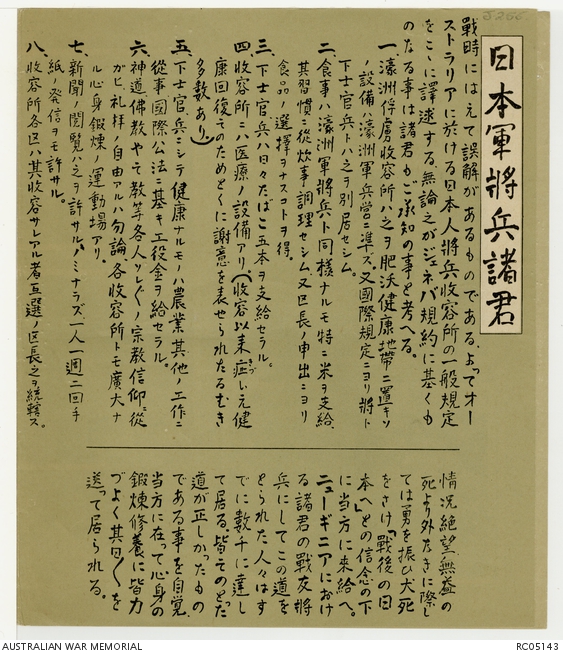 5200
日本軍將兵諸君
戰時にはえて誤解があるものである、よってオー
ストラリアに於ける日本人將兵收容所の一般規定
をこゝに譯述する、無論之がジェネバ規約に基くも
のなる事は諸君もご承知の事と考へる。
一、濠洲俘虜收容所ハ之ヲ肥沃健康地帶ニ置キソ
ノ設備ハ濠洲軍兵營ニ準ズ、又國際規定ニヨリ將ト
下士官兵トハ之ヲ別居セシム。
二、食事ハ濠洲軍將兵ト同樣ナルモ特ニ米ヲ支給、
其習慣ニ從炊事調理セシム、又区長ノ申出ニヨリ
食品ノ選擇ヲナスコトヲ得。
三、下士官兵ハ日々たばこ五本ヲ支給セラル。
四、收容所ニハ医療ノ設備アリ(收容以来症いえ健
康回復そのためとくに謝意を表せられたるむき
多数あり)
五、下士官、兵ニシテ健康ナルモノハ農業其他ノ工作ニ
從事國際公法ニ基キ工役金ヲ給セラル。
六、神道佛教やそ教等各人ソレゾレノ宗教信仰ニ從
ガヒ礼拝ノ自由アルハ勿論各收容所トモ廣大ナ
ル心身鍛煉ノ運動場アリ。
七、新聞ノ閲覧ハ之ヲ許サルノミナラズ一人一週二回手
紙ノ発信ヲモ許サル。
八、收容所各区ハ其收容サレアル者互選ノ区長之ヲ統轄ス。
情況絶望、無益の
死より外なきに際し
ては勇を振ひ犬死
をさけ「戰後の日
本へ」との信念の下
に当方に来給へ。
ニューギニアにおけ
る諸君の戰友將
兵にしてこの道を
とられた人々はす
でに数千に達し
て居る、皆そのとった
道が正しかったもの
である事を自覚、
当方に在って心身の
鍛煉修養に皆力
づよく其日〱を
送って居られる。
AUSTRALIAN WAR MEMORIAL
RC05143